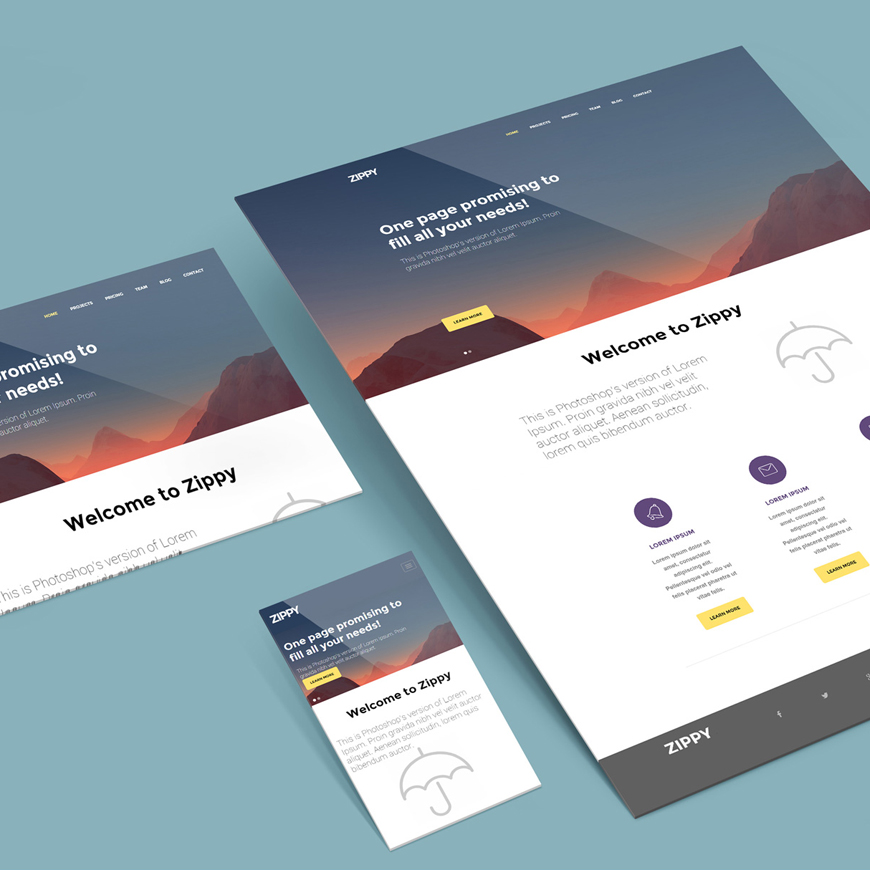 ZIPPY
HOME PROJECTS PRICING TEAM BLOG CONTACT
One page promising to
fill all your needs!
This is Photoshop's version of Lorem Ipsum. Proin
gravida nibh vel velit auctor aliquet.
LEARN MORE
Welcome to Zippy
This is Photoshop's version of Lorem
Ipsum. Proin gravida nibh vel velit
auctor aliquet. Aenean sollicitudin,
lorem quis bibendum auctor.
LOREM IPSUM
Lorem ipsum dolor sit
amet, consectetur
adipiscing elit.
Pellentesque vel odio vel
felis placerat pharetra ut
vitae felis.
LEARN MORE
LOREM IPSUM
Lorem ipsum dolor sit
amet, consectetur
adipiscing elit.
Pellentesque vel odio vel
felis placerat pharetra ut
vitae felis.
LEARN MORE
ZIPPY
HOME PROJECTS PRICING TEAM BLOG CONTACT
promising to
needs!
of Lorem Ipsum. Proin
auctor aliquet.
Welcome to Zippy
This is Photoshop's version of Lorem
ZIPPY
One page promising to
fill all your needs!
This is Photoshop's version of Lorem Ipsum. Proin
gravida nibh vel velit auctor aliquet.
LEARN MORE
Welcome to Zippy
This is Photoshop's version of Lorem
Ipsum. Proin gravida nibh vel velit
auctor aliquet. Aenean sollicitudin, lorem quis
bibendum auctor.